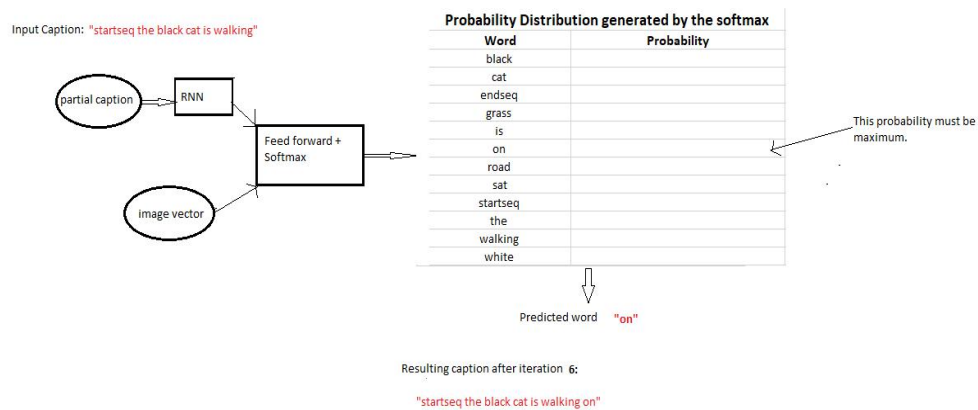 Input Caption: "startseq the black cat is walking"
partial caption
RNN
Feed forward +
Softmax
image vector
Probability Distribution generated by the softmax
Word Probability
black
cat
endseq
grass
is
on
road
sat
startseq
the
walking
white
This probability must be
maximum.
Predicted word "on"
Resulting caption after iteration 6:
"startseq the black cat is walking on"